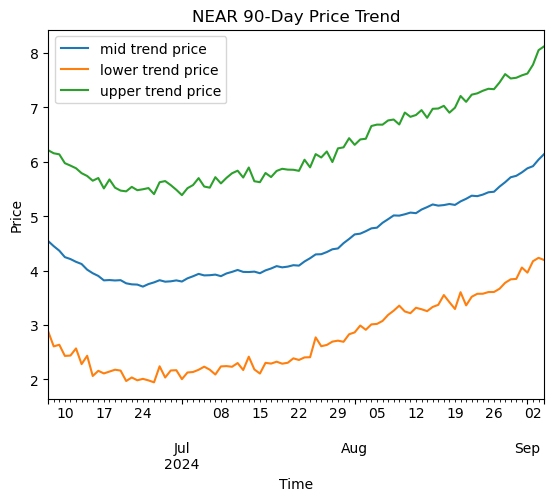 NEAR 90-Day Price Trend
mid trend price
lower trend price
upper trend price
8
7
6
5
4
3
2
Price
10 17 24 08 15 22 29 05 12 19 26 02
Jul Aug Sep
2024
Time